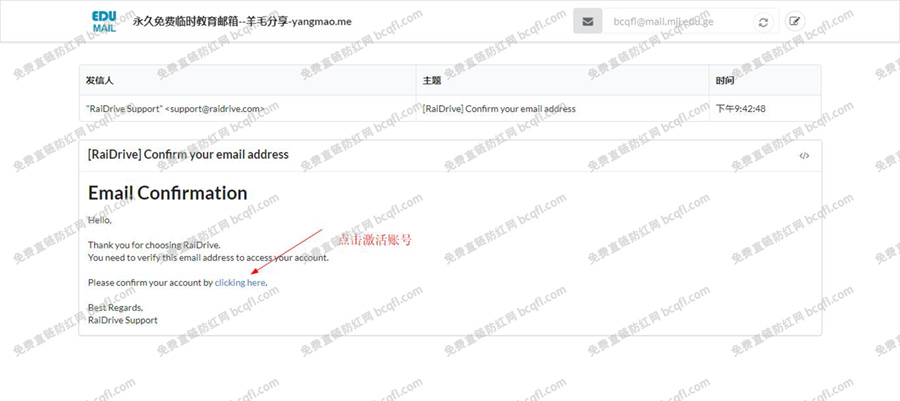 EDU
MAIL
永久免费临时教育邮箱--羊毛分享-yangmao.me
bcqfl@mail.mjj.edu.ge
发信人 主题 时间
"RaiDrive Support" <support@raidrive.com> [RaiDrive] Confirm your email address 下午9:42:48
[RaiDrive] Confirm your email address
</>
Email Confirmation
Hello,
点击激活账号
Thank you for choosing RaiDrive.
You need to verify this email address to access your account.
Please confirm your account by clicking here.
Best Regards,
RaiDrive Support
免费直链防红网 bcqfl.com